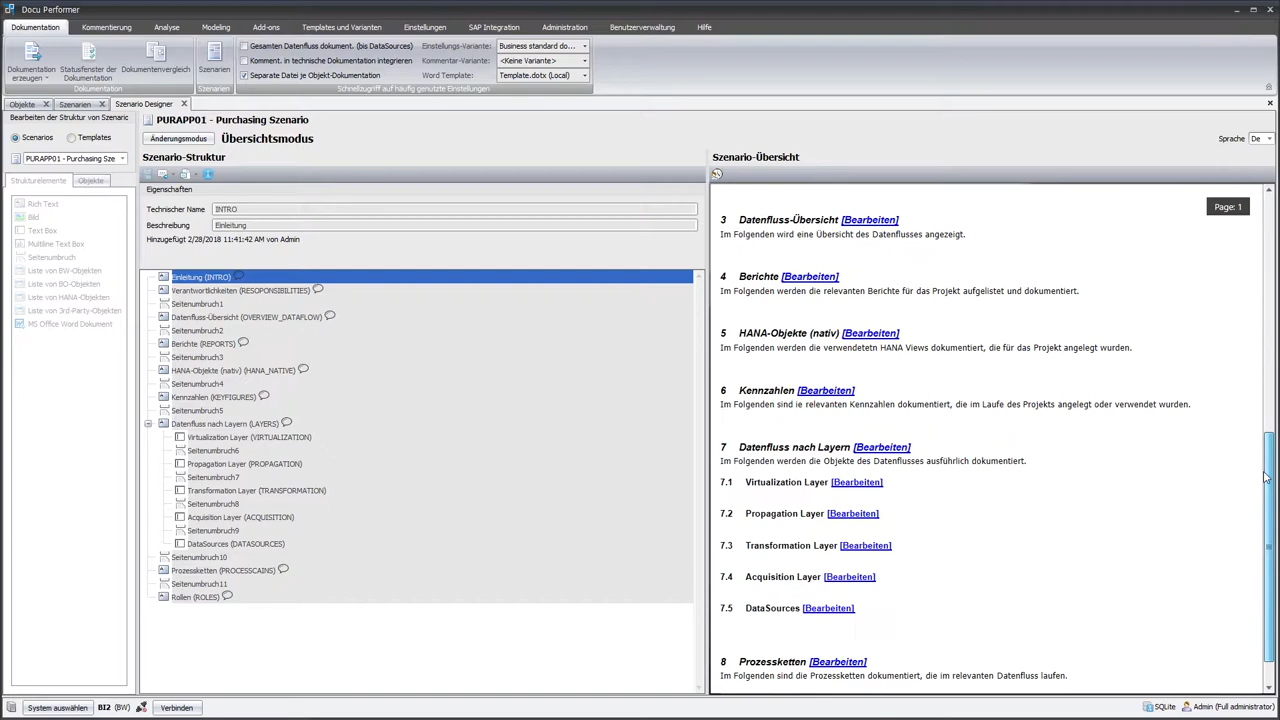 Docu Performer
Dokumentation Kommentierung Analyse Modeling Add-ons Templates und Varianten Einstellungen SAP Integration Administration Benutzerverwaltung Hilfe
Dokumentation erzeugen
Statusfenster der Dokumentation
Dokumentenvergleich
Dokumentation
Szenarien
Szenarien
Gesamten Datenfluss dokument. (bis DataSources)
Komment. in technische Dokumentation integrieren
Separate Datei je Objekt-Dokumentation
Einstellungs-Variante: Business standard do...
Kommentar-Variante: <Keine Variante>
Word Template: Template.dotx (Local)
Schnellzugriff auf häufig genutzte Einstellungen
Objekte Szenarien Szenario Designer
Bearbeiten der Struktur von Szenaric
Scenarios Templates
PURAPP01 - Purchasing Sze
Strukturelemente Objekte
Rich Text
Bild
Text Box
Multiline Text Box
Seitenumbruch
Liste von BW-Objekten
Liste von BO-Objekten
Liste von HANA-Objekten
Liste von 3rd-Party-Objekten
MS Office Word Dokument
PURAPP01 - Purchasing Szenario
Änderungsmodus Übersichtsmodus
Sprache De
Szenario-Struktur
Eigenschaften
Technischer Name INTRO
Beschreibung Einleitung
Hinzugefügt 2/28/2018 11:41:42 AM von Admin
Einleitung (INTRO)
Verantwortlichkeiten (RESOPONSIBILITIES)
Seitenumbruch1
Datenfluss-Übersicht (OVERVIEW_DATAFLOW)
Seitenumbruch2
Berichte (REPORTS)
Seitenumbruch3
HANA-Objekte (nativ) (HANA_NATIVE)
Seitenumbruch4
Kennzahlen (KEYFIGURES)
Seitenumbruch5
Datenfluss nach Layern (LAYERS)
Virtualization Layer (VIRTUALIZATION)
Seitenumbruch6
Propagation Layer (PROPAGATION)
Seitenumbruch7
Transformation Layer (TRANSFORMATION)
Seitenumbruch8
Acquisition Layer (ACQUISITION)
Seitenumbruch9
DataSources (DATASOURCES)
Seitenumbruch10
Prozessketten (PROCESSCAINS)
Seitenumbruch11
Rollen (ROLES)
Szenario-Übersicht
Page: 1
3 Datenfluss-Übersicht [Bearbeiten]
Im Folgenden wird eine Übersicht des Datenflusses angezeigt.
4 Berichte [Bearbeiten]
Im Folgenden werden die relevanten Berichte für das Projekt aufgelistet und dokumentiert.
5 HANA-Objekte (nativ) [Bearbeiten]
Im Folgenden werden die verwendetetn HANA Views dokumentiert, die für das Projekt angelegt wurden.
6 Kennzahlen [Bearbeiten]
Im Folgenden sind ie relevanten Kennzahlen dokumentiert, die im Laufe des Projekts angelegt oder verwendet wurden.
7 Datenfluss nach Layern [Bearbeiten]
Im Folgenden werden die Objekte des Datenflusses ausführlich dokumentiert.
7.1 Virtualization Layer [Bearbeiten]
7.2 Propagation Layer [Bearbeiten]
7.3 Transformation Layer [Bearbeiten]
7.4 Acquisition Layer [Bearbeiten]
7.5 DataSources [Bearbeiten]
8 Prozessketten [Bearbeiten]
Im Folgenden sind die Prozessketten dokumentiert, die im relevanten Datenfluss laufen.
System auswählen BI2 (BW) Verbinden
SQLite Admin (Full administrator)